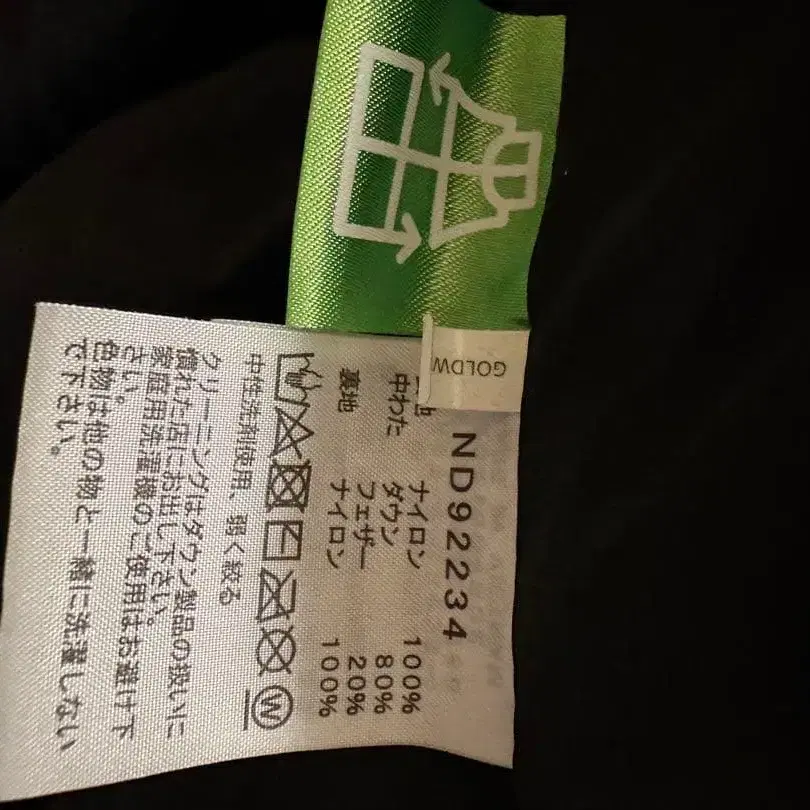 GOLDW
ND92234
地 ナイロン 100%
中わた ダウン 80%
フェザー 20%
裏地 ナイロン 100%
W
中性洗剤使用、弱く絞る
クリーニングはダウン製品の扱いに
慣れた店にお出し下さい。
家庭用洗濯機のご使用はお避け下
さい。
色物は他の物と一緒に洗濯しない
で下さい。